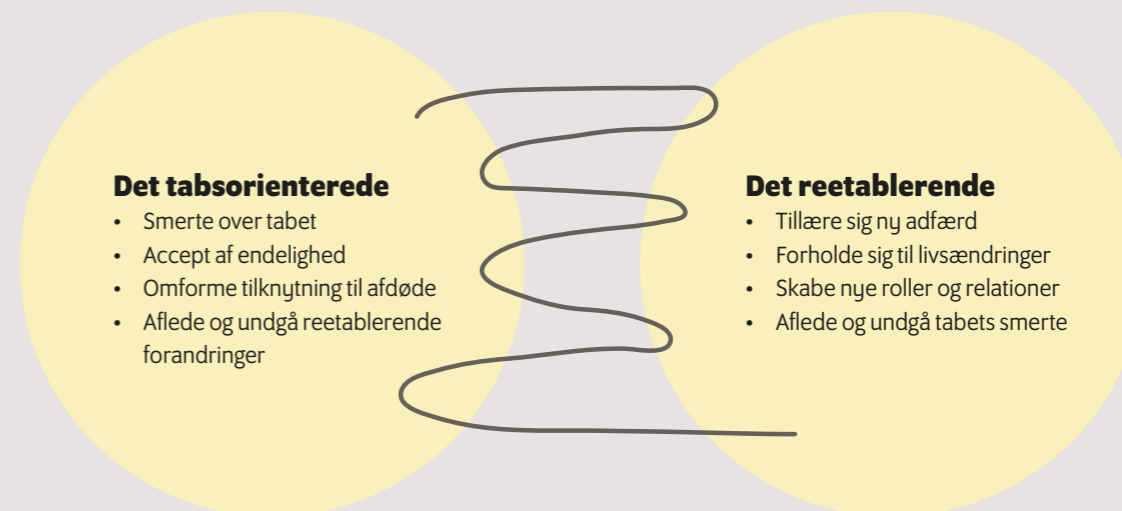 Det tabsorienterede
• Smerte over tabet
• Accept af endelighed
• Omforme tilknytning til afdøde
• Aflede og undgå reetablerende
forandringer
Det reetablerende
• Tillære sig ny adfærd
• Forholde sig til livsændringer
• Skabe nye roller og relationer
• Aflede og undgå tabets smerte